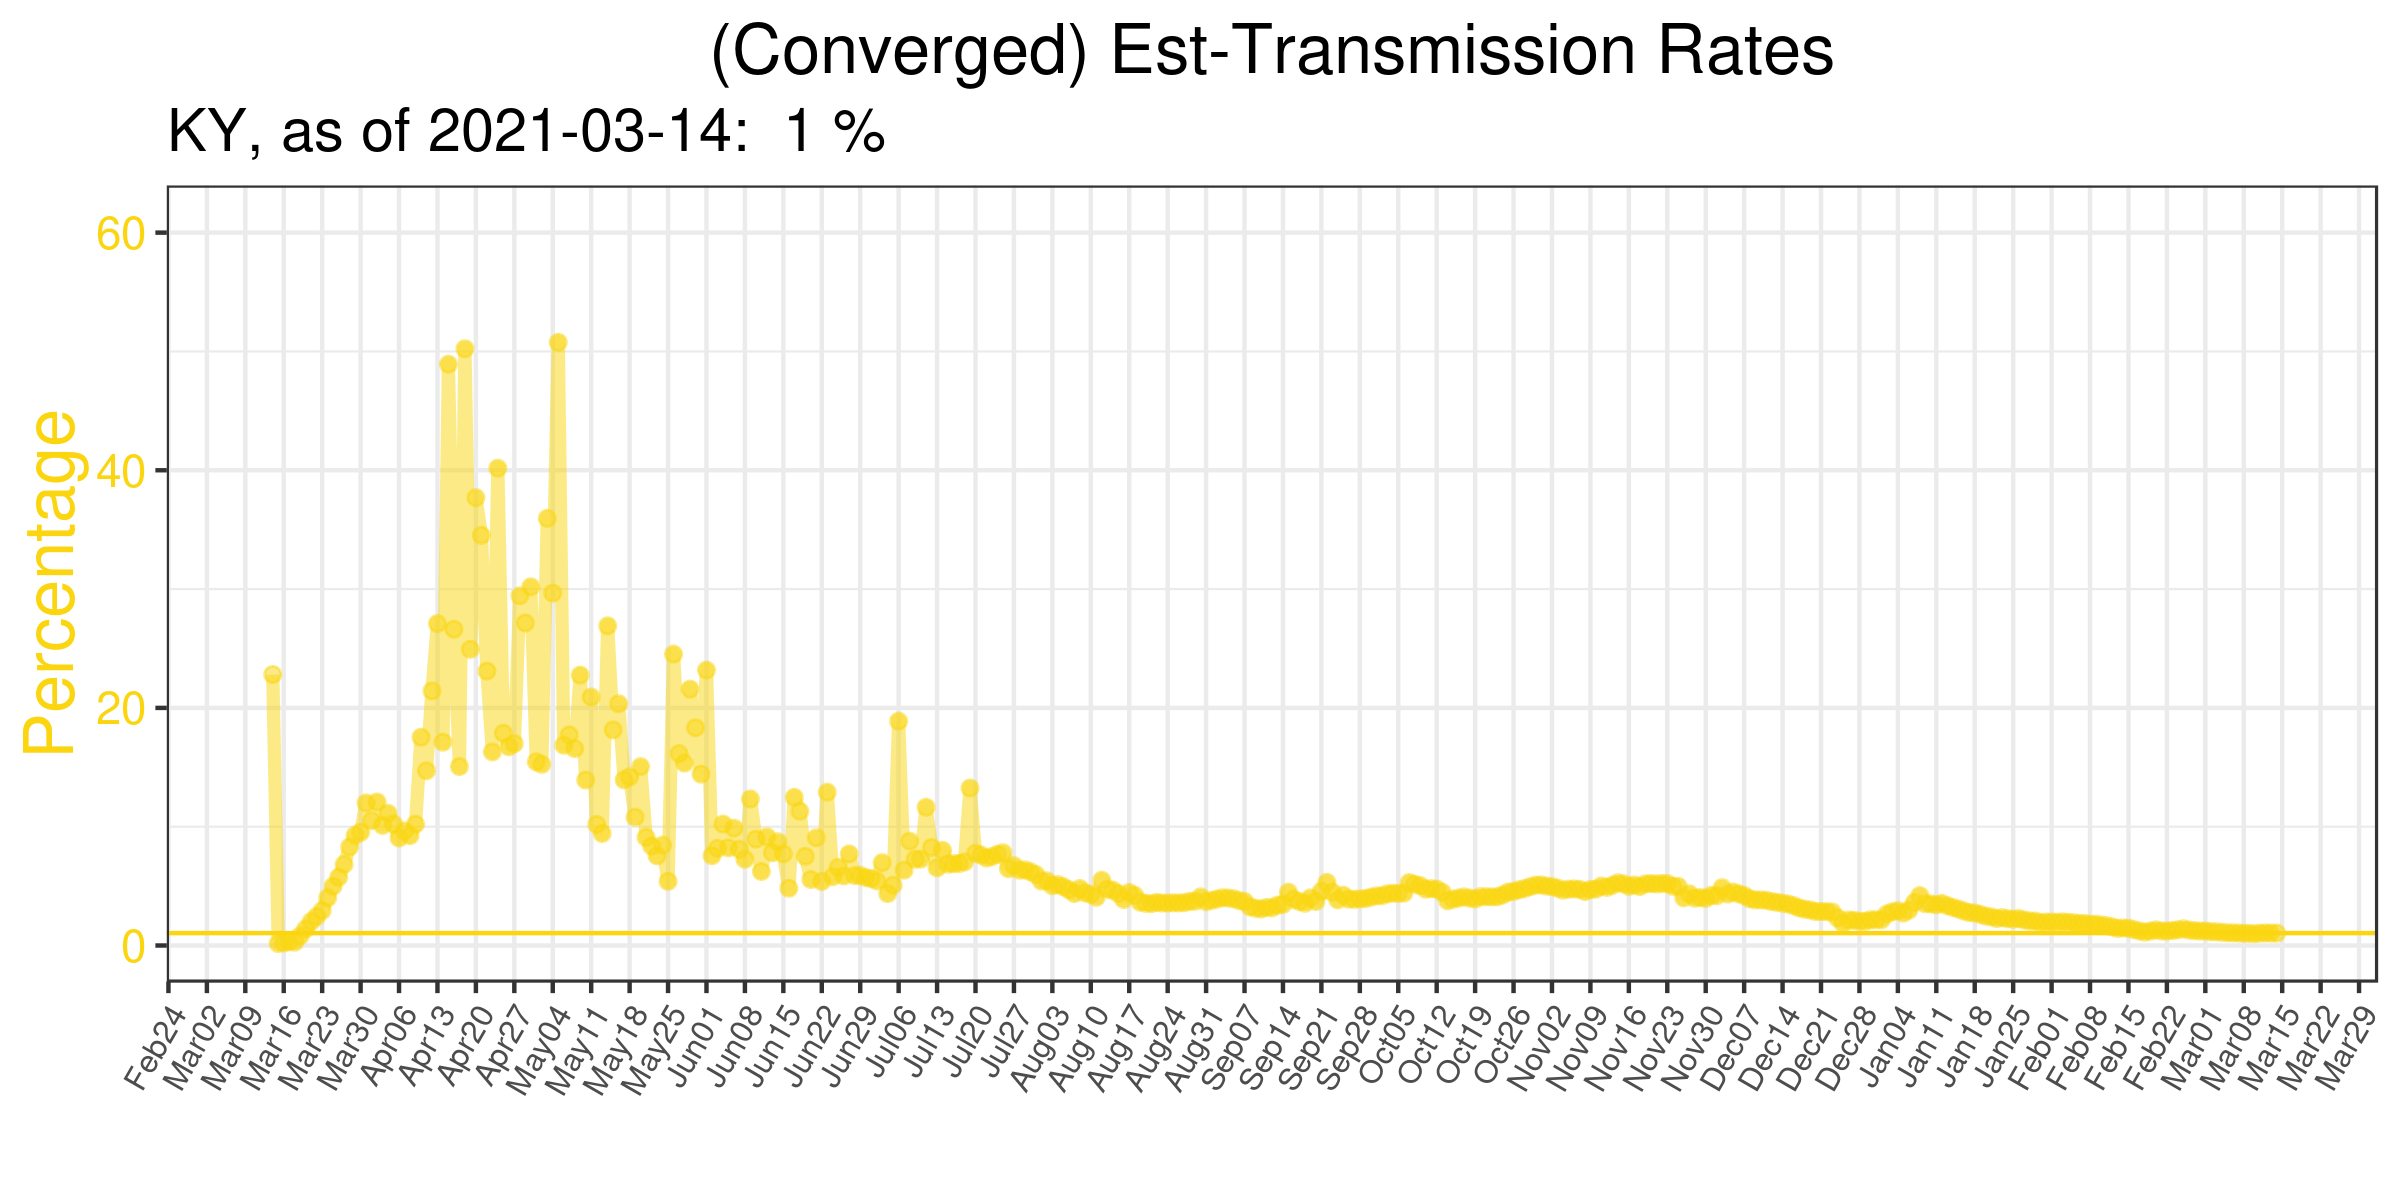 (Converged) Est-Transmission Rates
KY, as of 2021-03-14:  1 %
Percentage
60
40
20
0
Feb24 Mar02 Mar09 Mar16 Mar23 Mar30 Apr06 Apr13 Apr20 Apr27 May04 May11 May18 May25 Jun01 Jun08 Jun15 Jun22 Jun29 Jul06 Jul13 Jul20 Jul27 Aug03 Aug10 Aug17 Aug24 Aug31 Sep07 Sep14 Sep21 Sep28 Oct05 Oct12 Oct19 Oct26 Nov02 Nov09 Nov16 Nov23 Nov30 Dec07 Dec14 Dec21 Dec28 Jan04 Jan11 Jan18 Jan25 Feb01 Feb08 Feb15 Feb22 Mar01 Mar08 Mar15 Mar22 Mar29